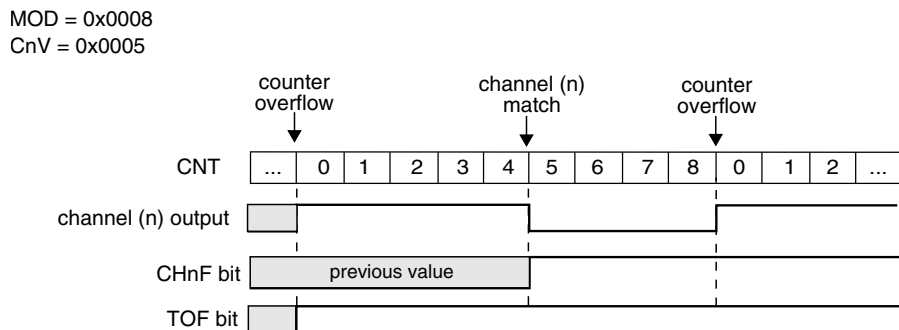 MOD = 0x0008
CnV = 0x0005
counter overflow
channel (n) match
counter overflow
CNT ... 0 1 2 3 4 5 6 7 8 0 1 2 ...
channel (n) output
CHnF bit previous value
TOF bit